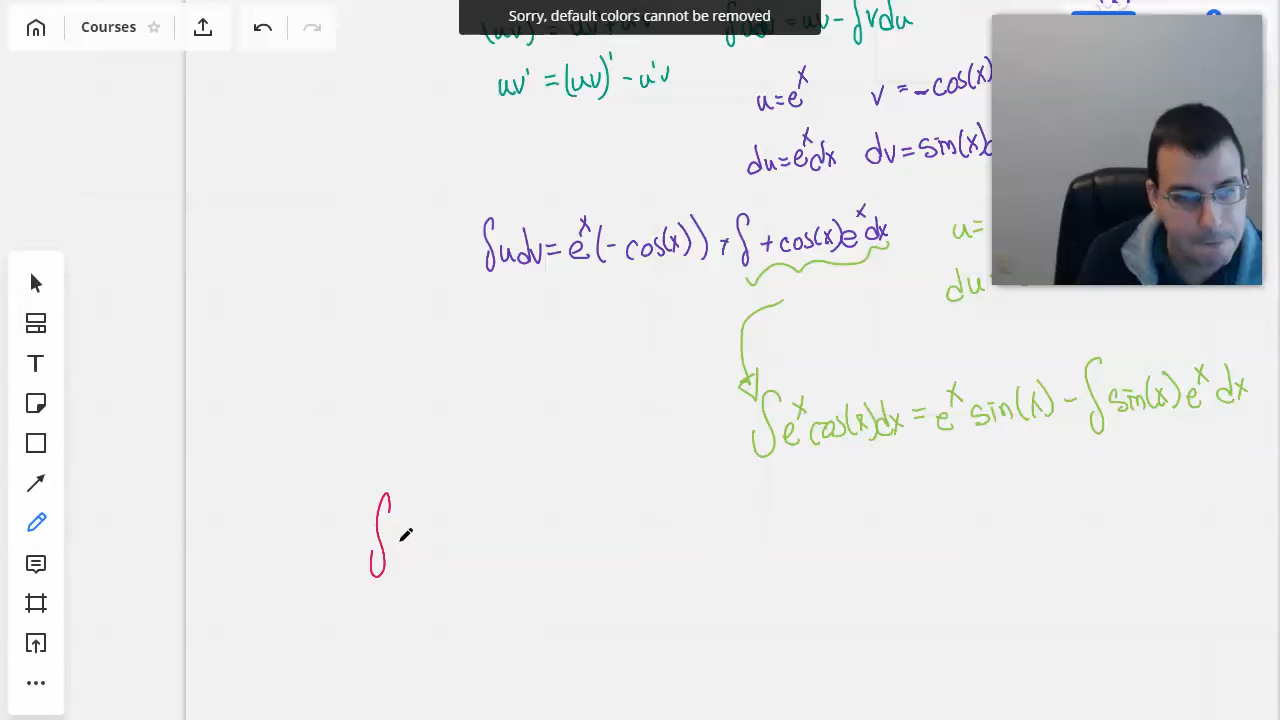 Sorry, default colors cannot be removed
Courses
uv' = (uv)' - u'v
u = e^x v = -cos(x)
du = e^x dx dv = sin(x)
∫udv = e^x(-cos(x)) + ∫ + cos(x)e^x dx
u =
du =
∫e^x cos(x)dx = e^x sin(x) - ∫sin(x) e^x dx
∫
T